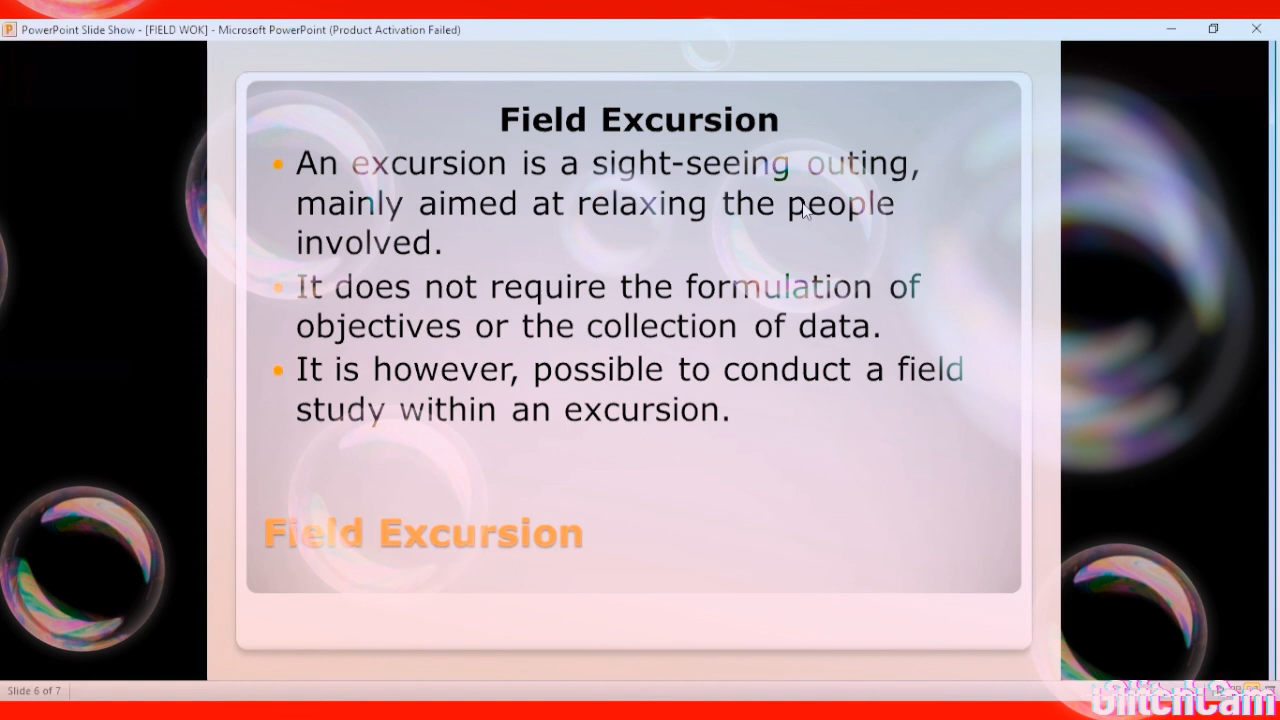 PowerPoint Slide Show - [FIELD WOK] - Microsoft PowerPoint (Product Activation Failed)
Field Excursion
• An excursion is a sight-seeing outing,
mainly aimed at relaxing the people
involved.
• It does not require the formulation of
objectives or the collection of data.
• It is however, possible to conduct a field
study within an excursion.
Field Excursion
Slide 6 of 7
GlitchCam